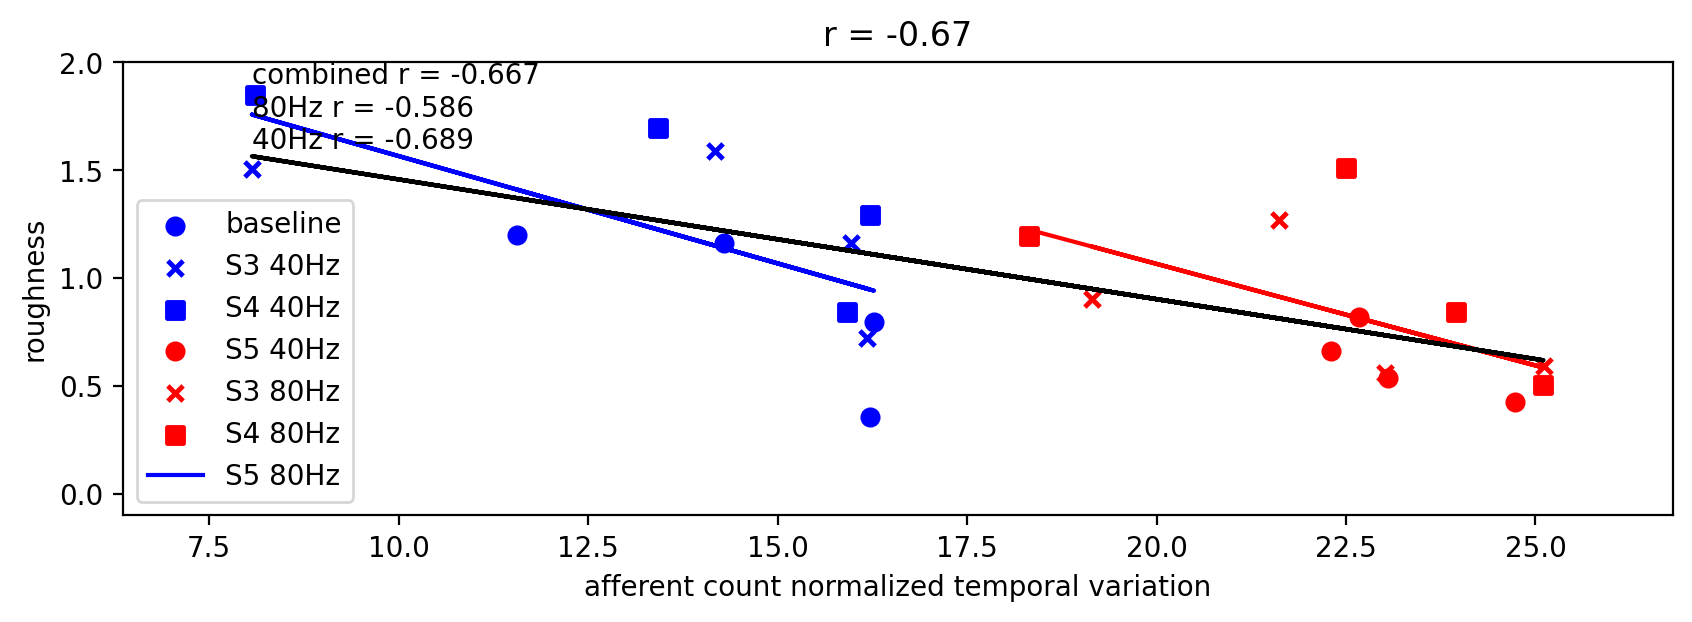 r = -0.67
combined r = -0.667
80Hz r = -0.586
40Hz r = -0.689
2.0
1.5
1.0
0.5
0.0
roughness
baseline
S3 40Hz
S4 40Hz
S5 40Hz
S3 80Hz
S4 80Hz
S5 80Hz
7.5 10.0 12.5 15.0 17.5 20.0 22.5 25.0
afferent count normalized temporal variation